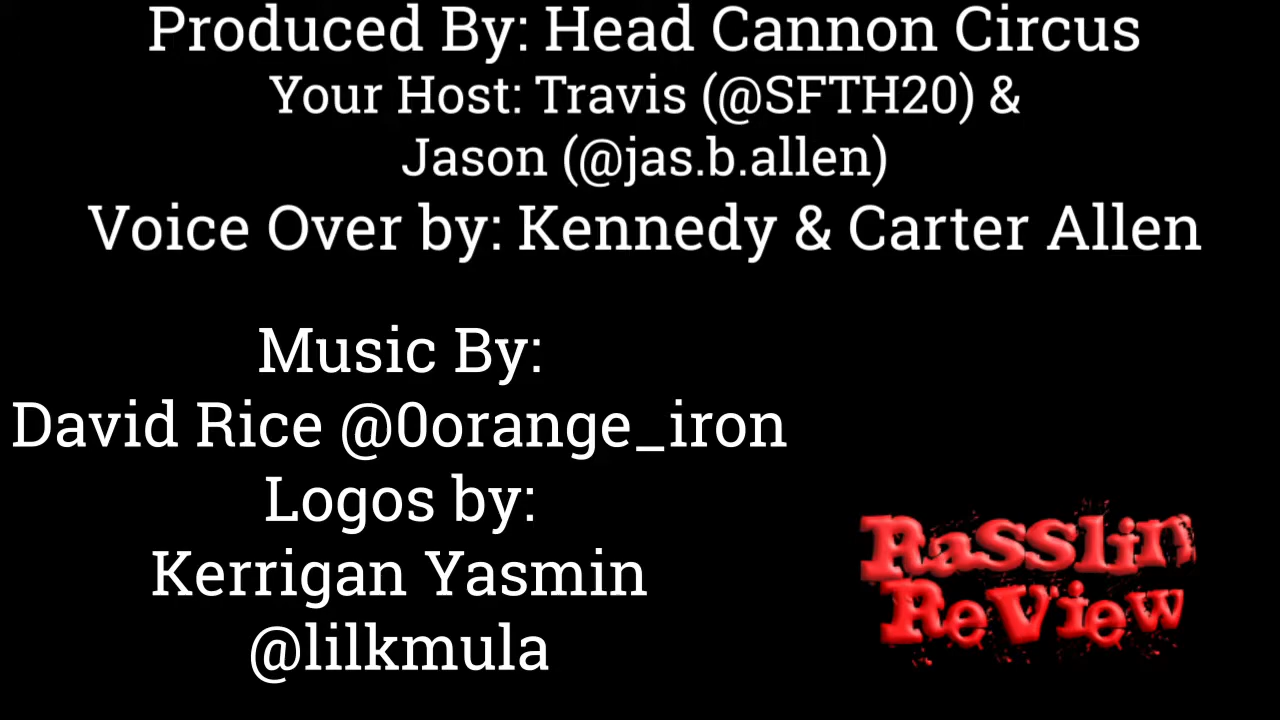 Produced By: Head Cannon Circus
Your Host: Travis (@SFTH20) &
Jason (@jas.b.allen)
Voice Over by: Kennedy & Carter Allen
Music By:
David Rice @0orange_iron
Logos by:
Kerrigan Yasmin
@lilkmula
Rasslin
ReView